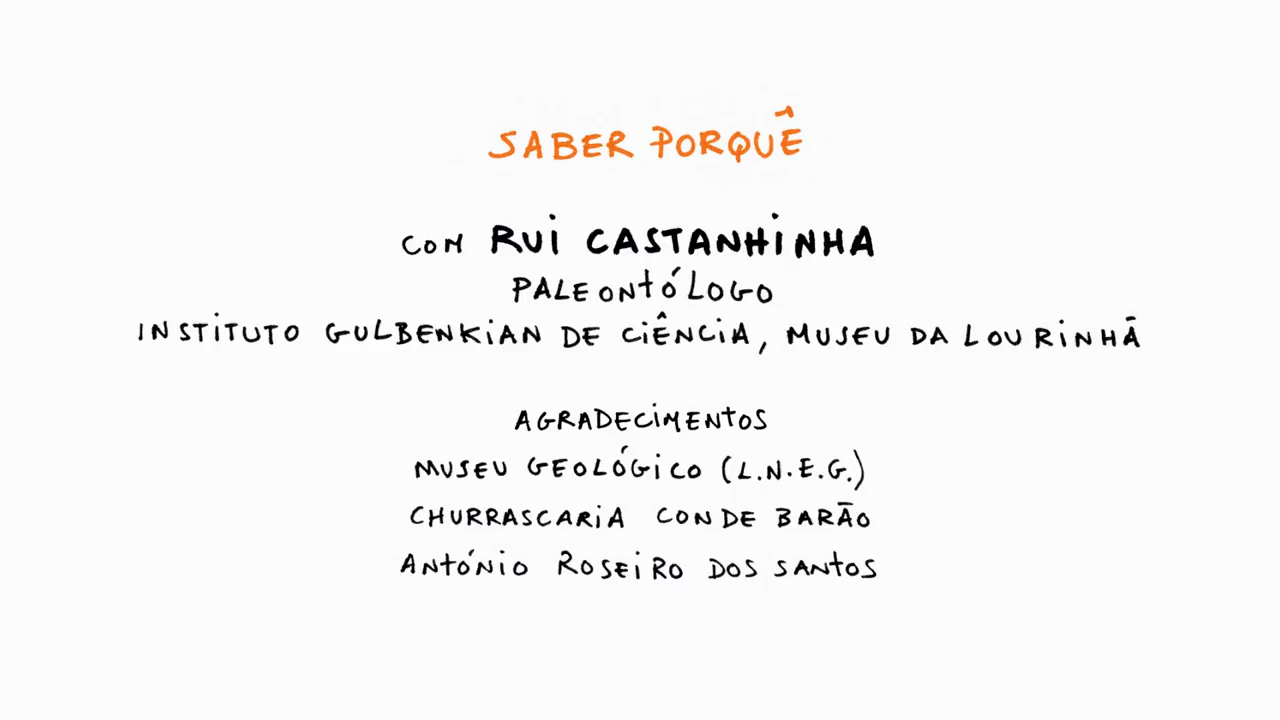 SABER PORQUÊ
COM RUI CASTANHINHA
PALEONTÓLOGO
INSTITUTO GULBENKIAN DE CIÊNCIA, MUSEU DA LOURINHÃ
AGRADECIMENTOS
MUSEU GEOLÓGICO (L.N.E.G.)
CHURRASCARIA CONDE BARÃO
ANTÓNIO ROSEIRO DOS SANTOS